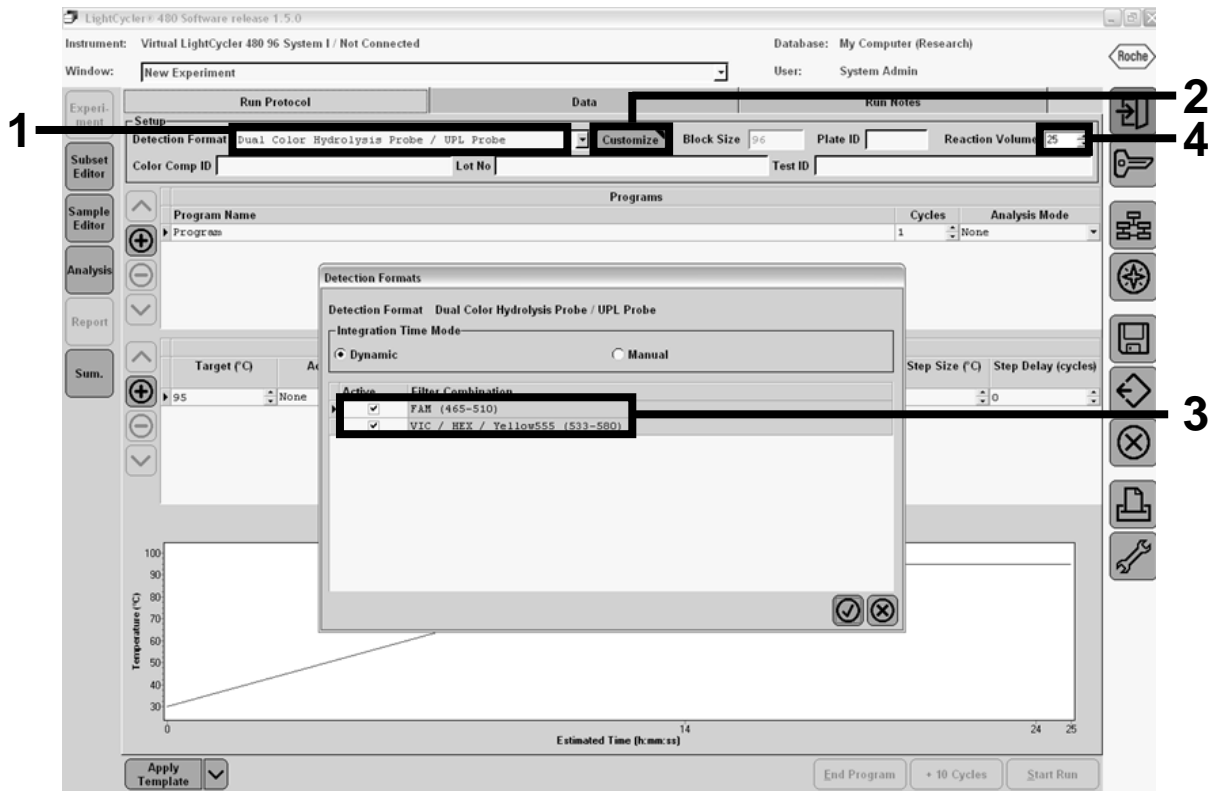 LightCycler® 480 Software release 1.5.0
Instrument: Virtual LightCycler 480 96 System I / Not Connected Database: My Computer (Research)
Roche
Window: New Experiment User: System Admin
Experi-
ment
Run Protocol Data Run Notes
2
1
Setup
Detection Format Dual Color Hydrolysis Probe / UPL Probe Customize Block Size 96 Plate ID Reaction Volume 25
4
Color Comp ID Lot No Test ID
Subset
Editor
Sample
Editor
Analysis
Report
Sum.
Programs
Program Name Cycles Analysis Mode
Program 1 None
Detection Formats
Detection Format Dual Color Hydrolysis Probe / UPL Probe
Integration Time Mode
Dynamic Manual
Target (°C) Step Size (°C) Step Delay (cycles)
95 None 0
Active Filter Combination
FAM (465-510)
VIC / HEX / Yellow555 (533-580)
3
100
90
80
70
60
50
40
30
Temperature (°C)
0 14 24 25
Estimated Time (h:mm:ss)
Apply
Template
End Program + 10 Cycles Start Run